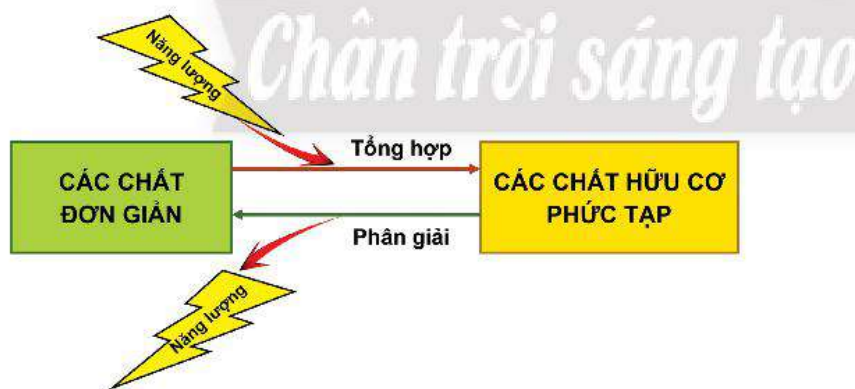 Chân trời sáng tạo
Năng lượng
Tổng hợp
CÁC CHẤT
ĐƠN GIẢN
CÁC CHẤT HỮU CƠ
PHỨC TẠP
Phân giải
Năng lượng